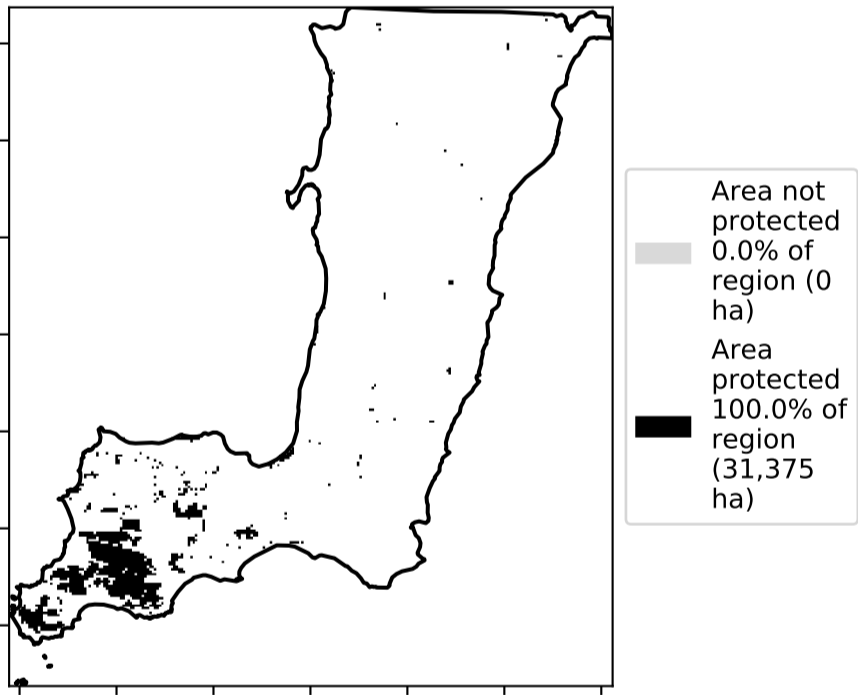 Area not
protected
0.0% of
region (0
ha)
Area
protected
100.0% of
region
(31,375
ha)